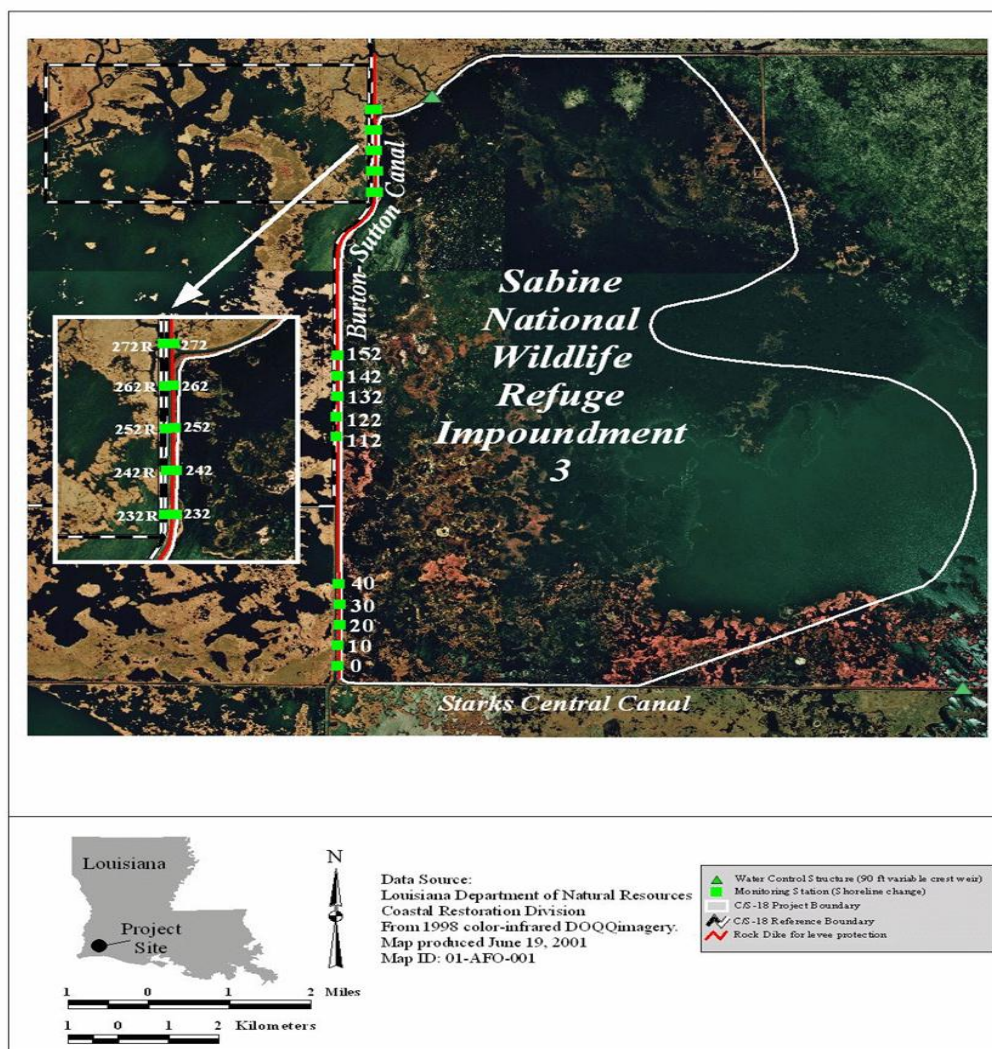 Burton-Sutton Canal
Sabine
National
Wildlife
Refuge
Impoundment
3
272 R 272
262 R 262
252 R 252
242 R 242
232 R 232
152
142
132
122
112
40
30
20
10
0
Starks Central Canal
Louisiana
Project
Site
N
Data Source:
Louisiana Department of Natural Resources
Coastal Restoration Division
From 1998 color-infrared DOQQimagery.
Map produced June 19, 2001
Map ID: 01-AFO-001
Water Control Structure (90 ft variable crest weir)
Monitoring Station (Shoreline change)
C/S-18 Project Boundary
C/S-18 Reference Boundary
Rock Dike for levee protection
1 0 1 2 Miles
1 0 1 2 Kilometers